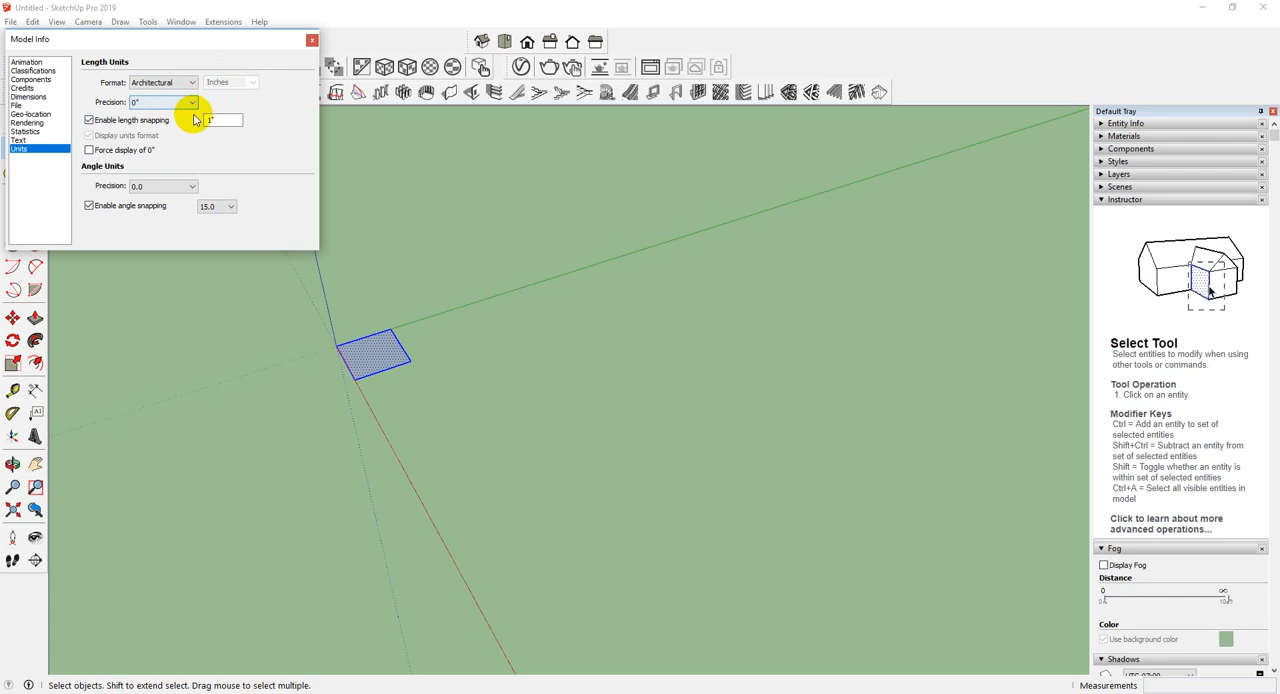 Untitled - SketchUp Pro 2019
File Edit View Camera Draw Tools Window Extensions Help
Model Info
Animation
Classifications
Components
Credits
Dimensions
File
Geo-location
Rendering
Statistics
Text
Units
Length Units
Format: Architectural Inches
Precision: 0"
Enable length snapping 1"
Display units format
Force display of 0"
Angle Units
Precision: 0.0
Enable angle snapping 15.0
Default Tray
Entity Info
Materials
Components
Styles
Layers
Scenes
Instructor
Select Tool
Select entities to modify when using
other tools or commands.
Tool Operation
1. Click on an entity.
Modifier Keys
Ctrl = Add an entity to set of
selected entities
Shift+Ctrl = Subtract an entity from
set of selected entities
Shift = Toggle whether an entity is
within set of selected entities
Ctrl+A = Select all visible entities in
model
Click to learn about more
advanced operations...
Fog
Display Fog
Distance
0 ∞
Color
Use background color
Shadows
UTC-07:00
Select objects. Shift to extend select. Drag mouse to select multiple.
Measurements